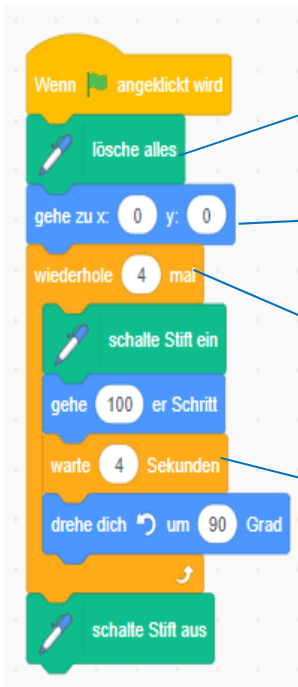 Wenn angeklickt wird
lösche alles
gehe zu x: 0 y: 0
wiederhole 4 mal
schalte Stift ein
gehe 100 er Schritt
warte 4 Sekunden
drehe dich um 90 Grad
schalte Stift aus